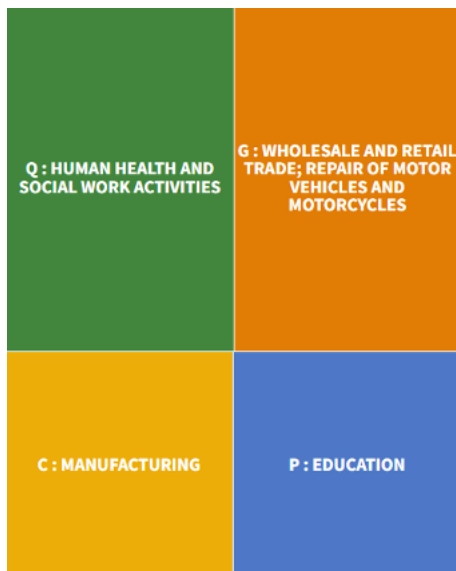 Q : HUMAN HEALTH AND
SOCIAL WORK ACTIVITIES
G : WHOLESALE AND RETAIL
TRADE; REPAIR OF MOTOR
VEHICLES AND
MOTORCYCLES
C : MANUFACTURING
P : EDUCATION